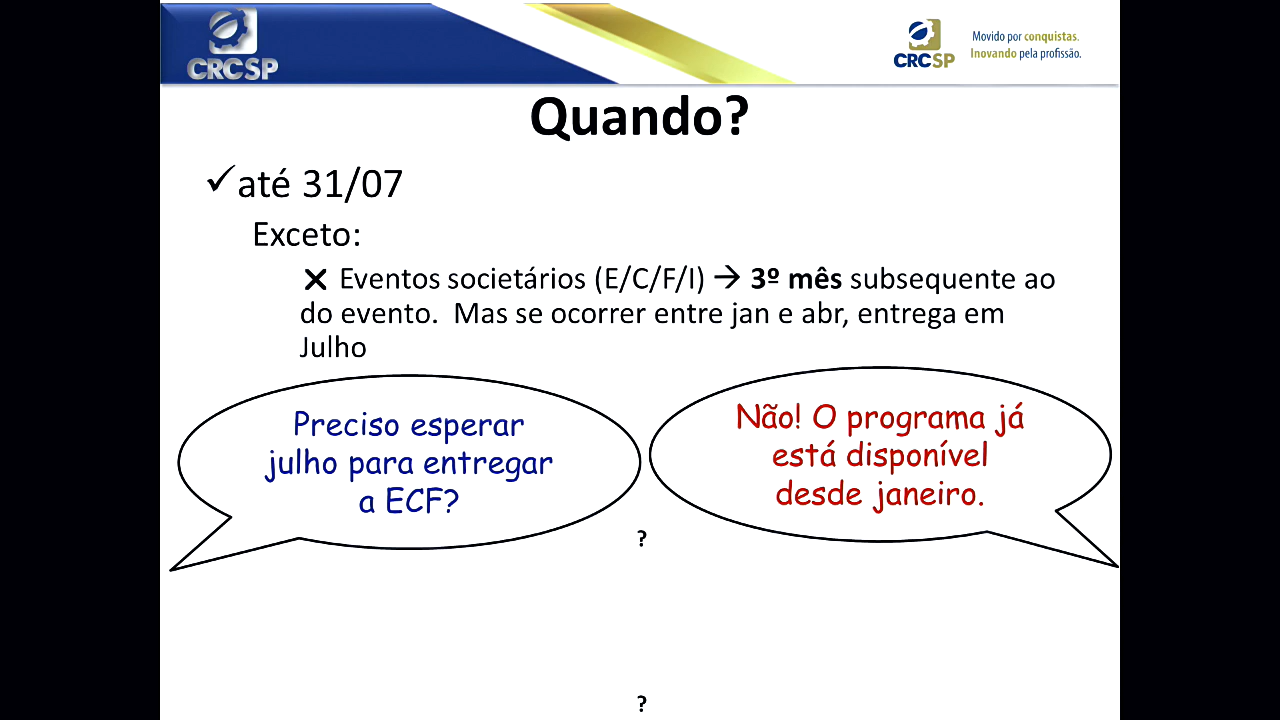 CRCSP
CRCSP
Movido por conquistas.
Inovando pela profissão.
Quando?
✓até 31/07
Exceto:
✕ Eventos societários (E/C/F/I) → 3º mês subsequente ao
do evento. Mas se ocorrer entre jan e abr, entrega em
Julho
Preciso esperar
julho para entregar
a ECF?
Não! O programa já
está disponível
desde janeiro.
?
?